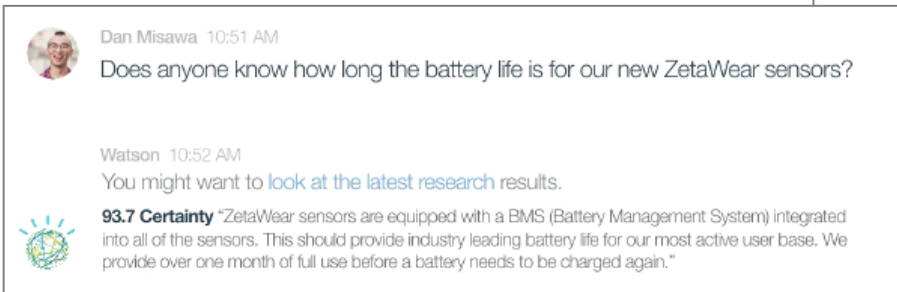 Dan Misawa 10:51 AM
Does anyone know how long the battery life is for our new ZetaWear sensors?
Watson 10:52 AM
You might want to look at the latest research results.
93.7 Certainty “ZetaWear sensors are equipped with a BMS (Battery Management System) integrated
into all of the sensors. This should provide industry leading battery life for our most active user base. We
provide over one month of full use before a battery needs to be charged again.”